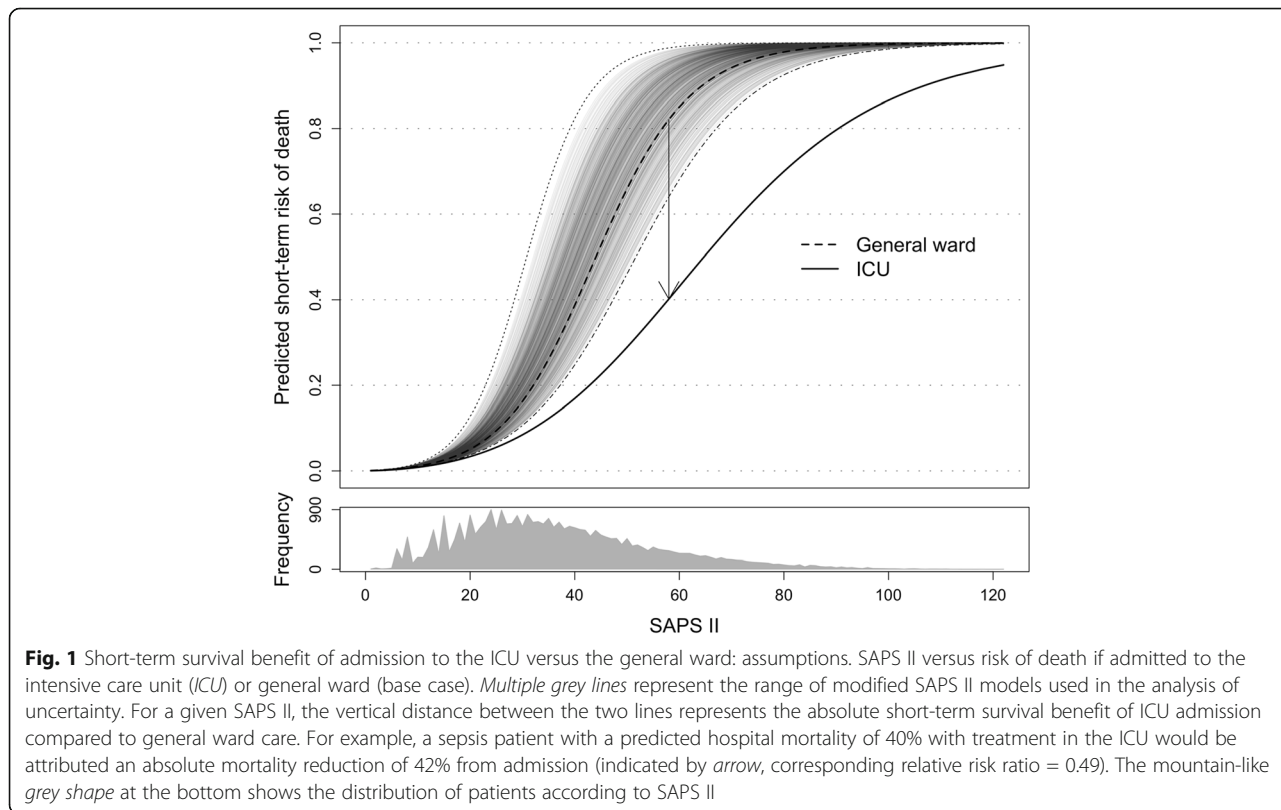 1.0
0.8
0.6
0.4
0.2
0.0
Predicted short-term risk of death
General ward
ICU
900
0
Frequency
0 20 40 60 80 100 120
SAPS II
Fig. 1 Short-term survival benefit of admission to the ICU versus the general ward: assumptions. SAPS II versus risk of death if admitted to the
intensive care unit (ICU) or general ward (base case). Multiple grey lines represent the range of modified SAPS II models used in the analysis of
uncertainty. For a given SAPS II, the vertical distance between the two lines represents the absolute short-term survival benefit of ICU admission
compared to general ward care. For example, a sepsis patient with a predicted hospital mortality of 40% with treatment in the ICU would be
attributed an absolute mortality reduction of 42% from admission (indicated by arrow, corresponding relative risk ratio = 0.49). The mountain-like
grey shape at the bottom shows the distribution of patients according to SAPS II